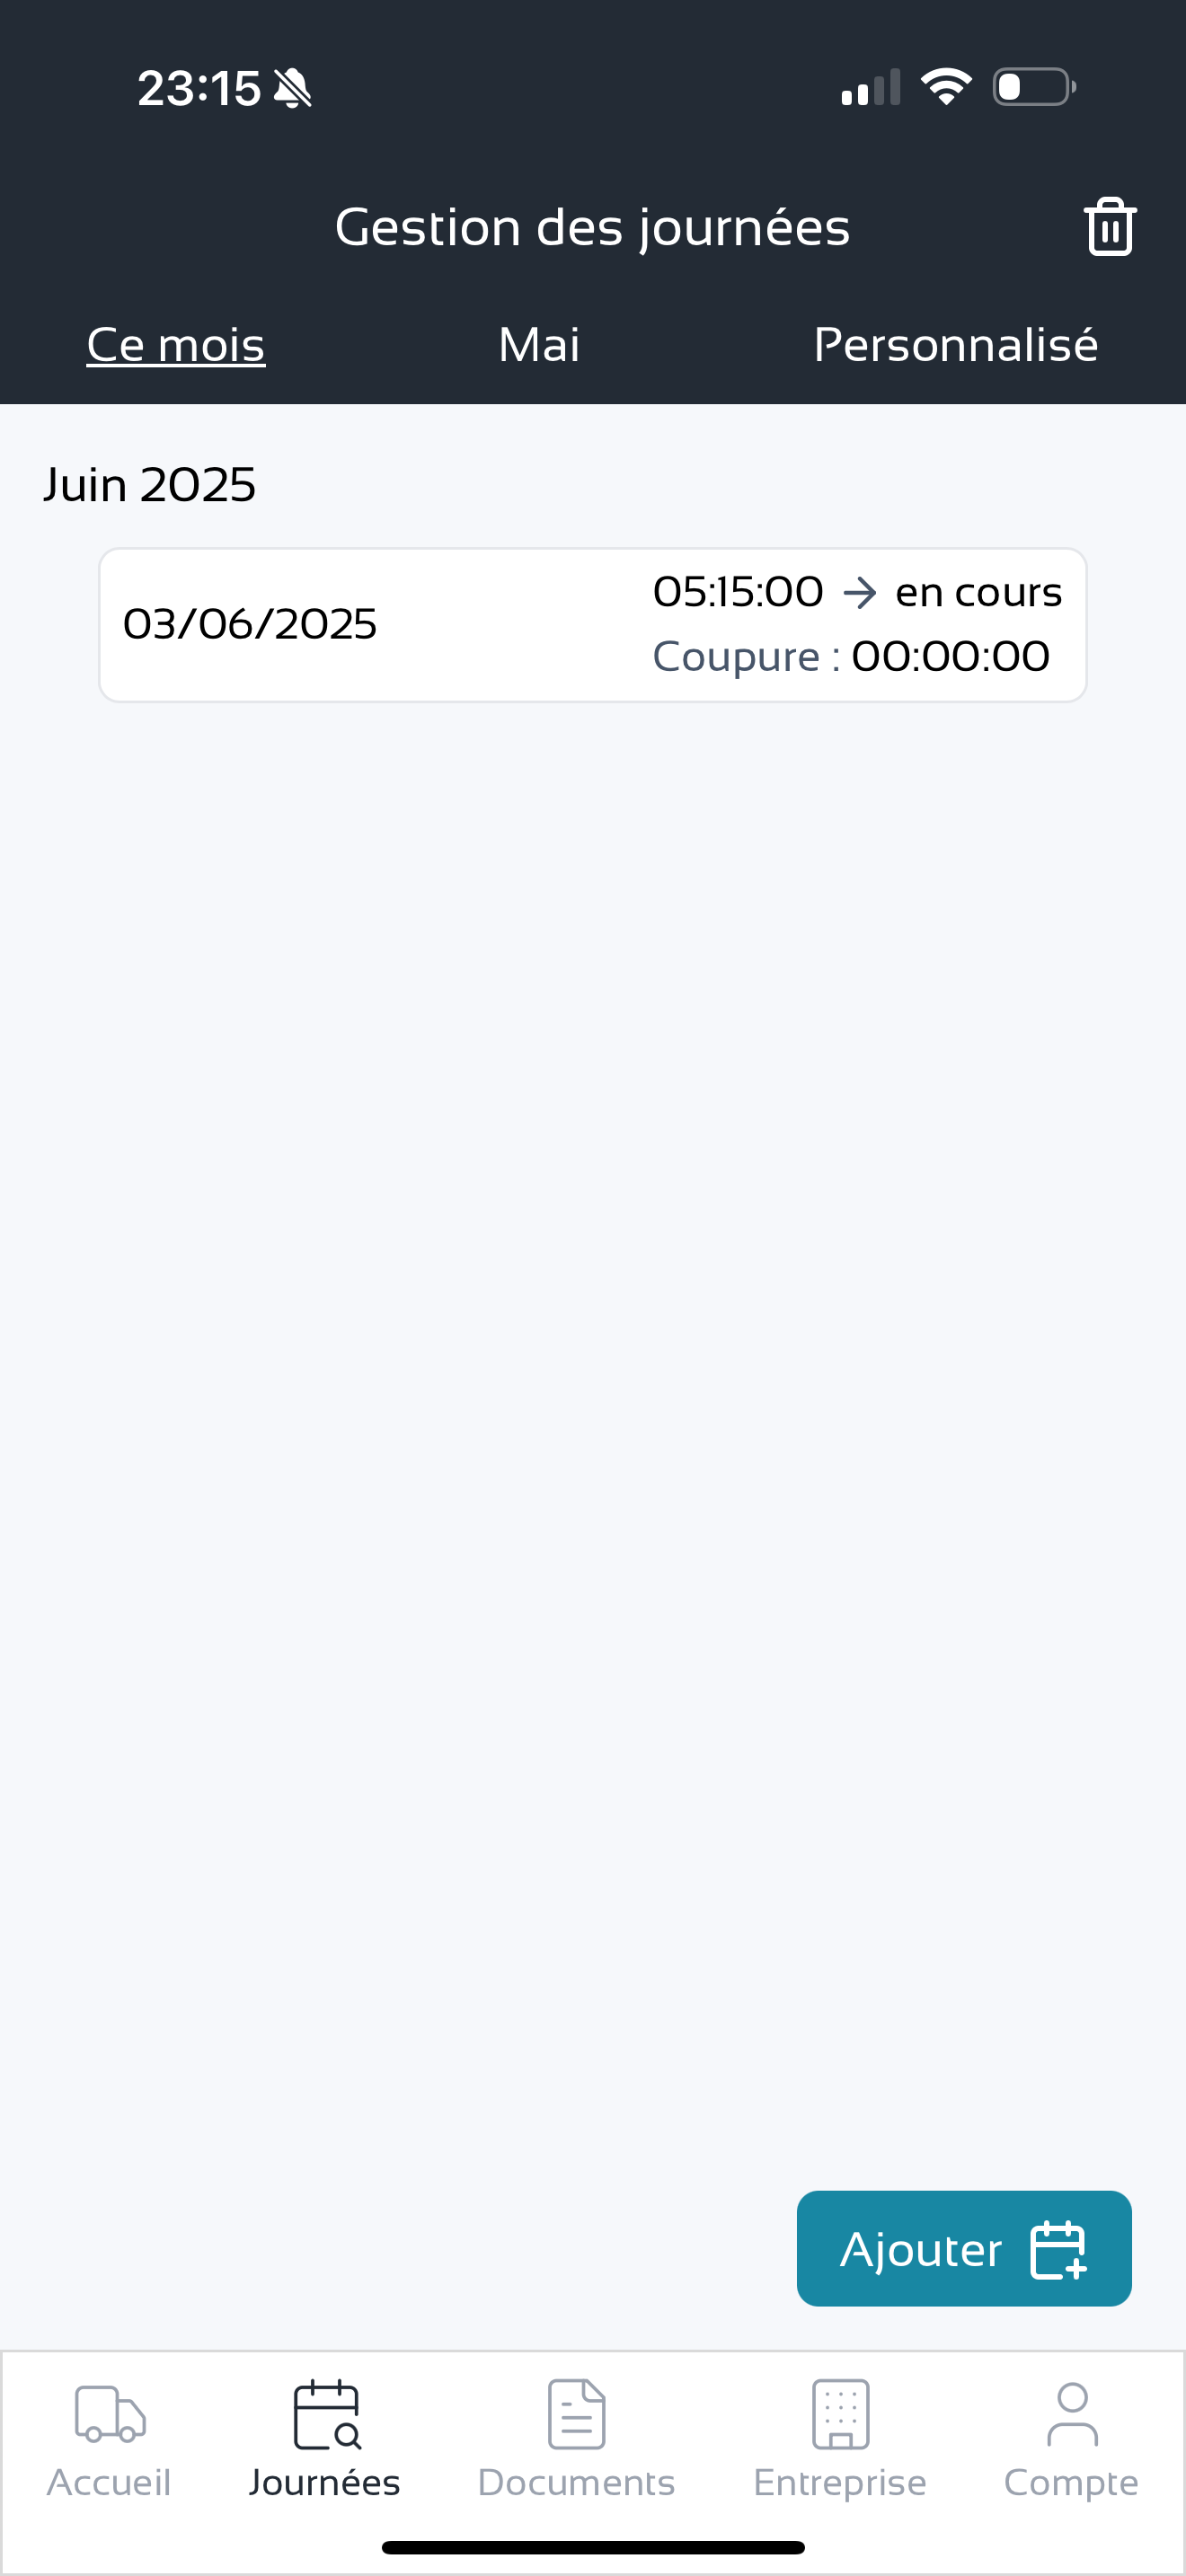 23:15
Gestion des journées
Ce mois Mai Personnalisé
Juin 2025
03/06/2025
05:15:00 → en cours
Coupure : 00:00:00
Ajouter
Accueil Journées Documents Entreprise Compte